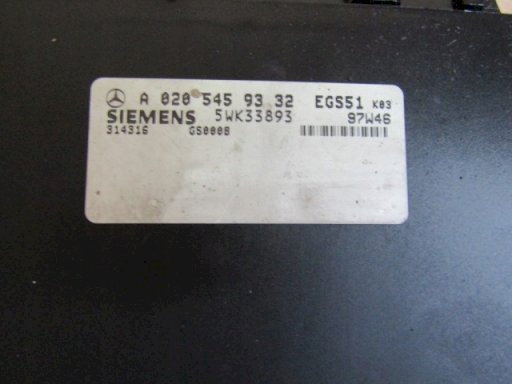 A 020 545 93 32 EGS51 K03
SIEMENS 5WK33893 97W46
314316 GS0008